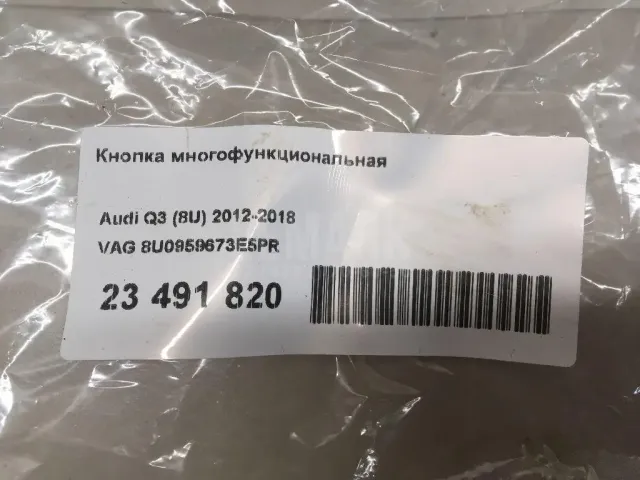 Кнопка многофункциональная
Audi Q3 (8U) 2012-2018
VAG 8U0959673E5PR
23 491 820